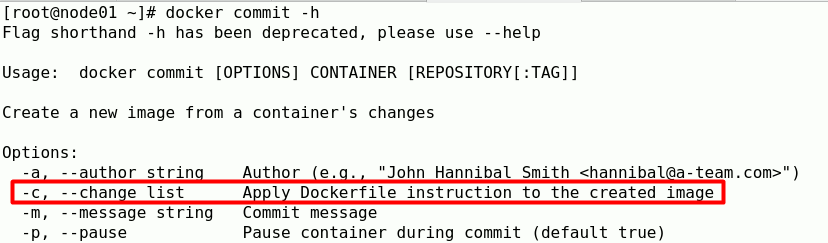 [root@node01 ~]# docker commit -h
Flag shorthand -h has been deprecated, please use --help
Usage:  docker commit [OPTIONS] CONTAINER [REPOSITORY[:TAG]]
Create a new image from a container's changes
Options:
  -a, --author string    Author (e.g., "John Hannibal Smith <hannibal@a-team.com>")
  -c, --change list      Apply Dockerfile instruction to the created image
  -m, --message string   Commit message
  -p, --pause            Pause container during commit (default true)